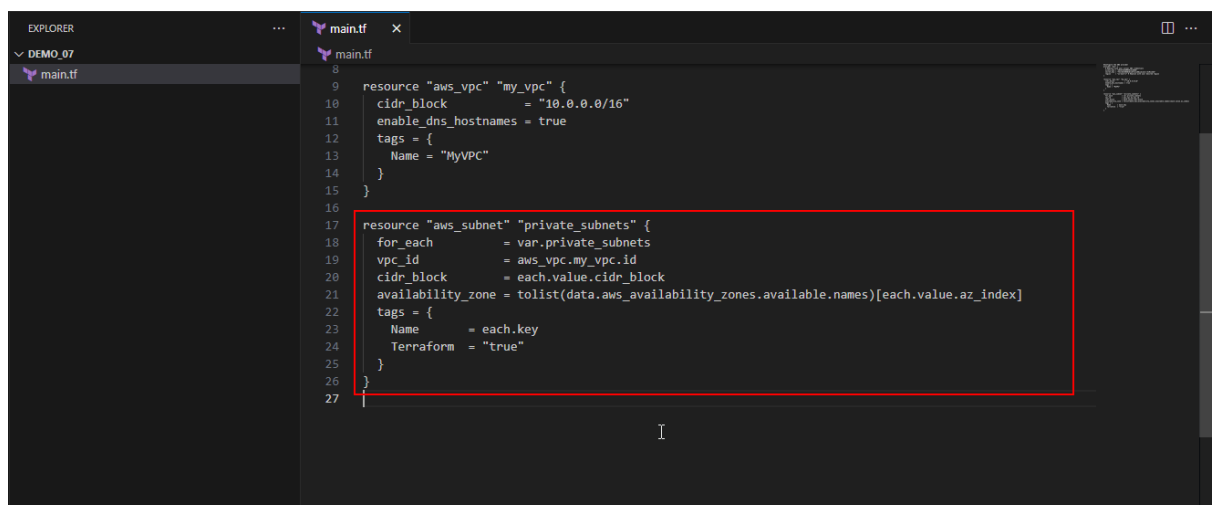 EXPLORER
...
main.tf
DEMO_07
main.tf
main.tf
8
9 resource "aws_vpc" "my_vpc" {
10   cidr_block           = "10.0.0.0/16"
11   enable_dns_hostnames = true
12   tags = {
13     Name = "MyVPC"
14   }
15 }
16
17 resource "aws_subnet" "private_subnets" {
18   for_each          = var.private_subnets
19   vpc_id            = aws_vpc.my_vpc.id
20   cidr_block        = each.value.cidr_block
21   availability_zone = tolist(data.aws_availability_zones.available.names)[each.value.az_index]
22   tags = {
23     Name      = each.key
24     Terraform  = "true"
25   }
26 }
27